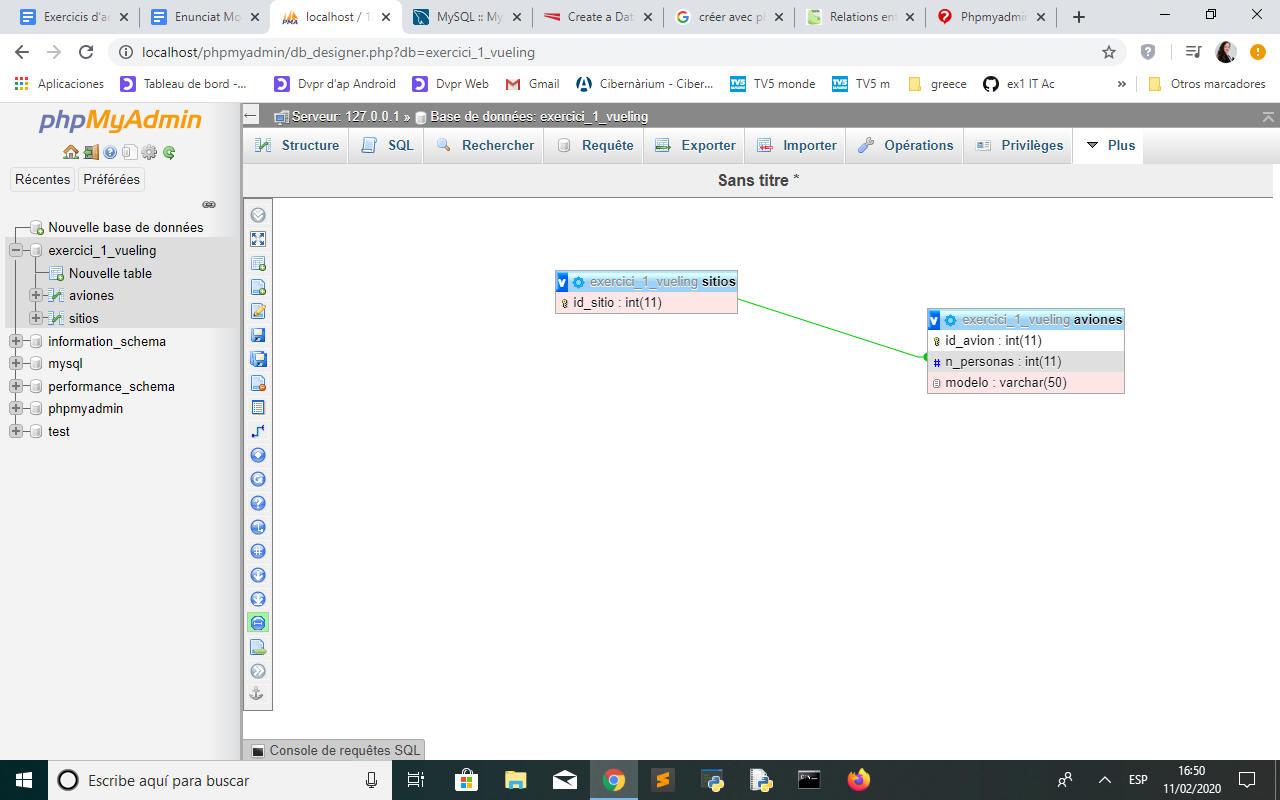 Exercicis d'a
Enunciat Mo
localhost / 1
MySQL :: My
Create a Dat
créer avec pl
Relations ent
Phpmyadmin
localhost/phpmyadmin/db_designer.php?db=exercici_1_vueling
Aplicaciones
Tableau de bord -...
Dvpr d'ap Android
Dvpr Web
Gmail
Cibernàrium - Ciber...
TV5 monde
TV5 m
greece
ex1 IT Ac
»
Otros marcadores
phpMyAdmin
Récentes
Préférées
Nouvelle base de données
exercici_1_vueling
Nouvelle table
aviones
sitios
information_schema
mysql
performance_schema
phpmyadmin
test
Serveur: 127.0.0.1 » Base de données: exercici_1_vueling
Structure
SQL
Rechercher
Requête
Exporter
Importer
Opérations
Privilèges
Plus
Sans titre *
v exercici_1_vueling sitios
id_sitio : int(11)
v exercici_1_vueling aviones
id_avion : int(11)
# n_personas : int(11)
modelo : varchar(50)
Console de requêtes SQL
Escribe aquí para buscar
ESP
16:50
11/02/2020